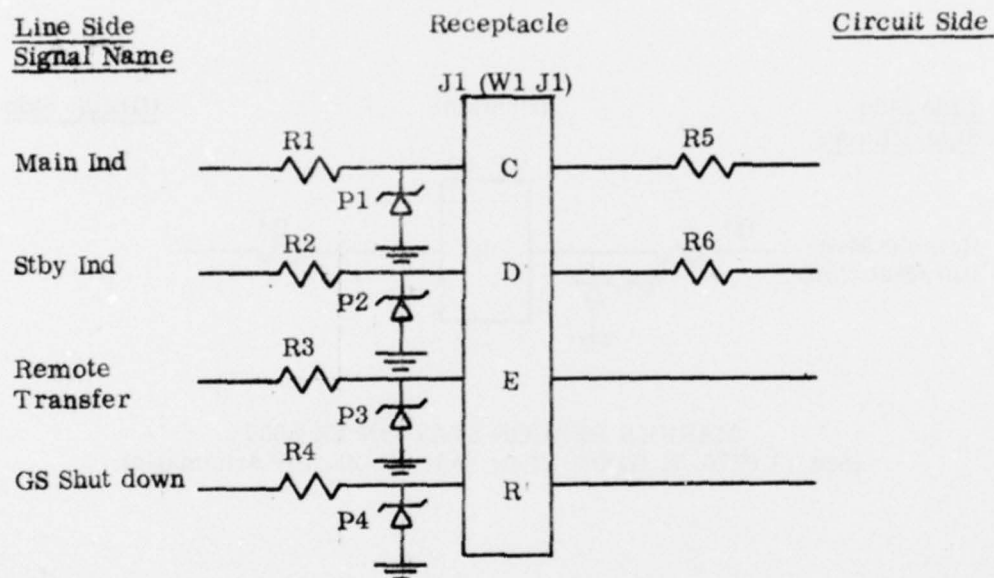 Line Side
Signal Name
Receptacle
Circuit Side
J1 (W1 J1)
Main Ind
R1
C
R5
P1
Stby Ind
R2
D
R6
P2
Remote
Transfer
R3
E
P3
GS Shut down
R4
R
P4